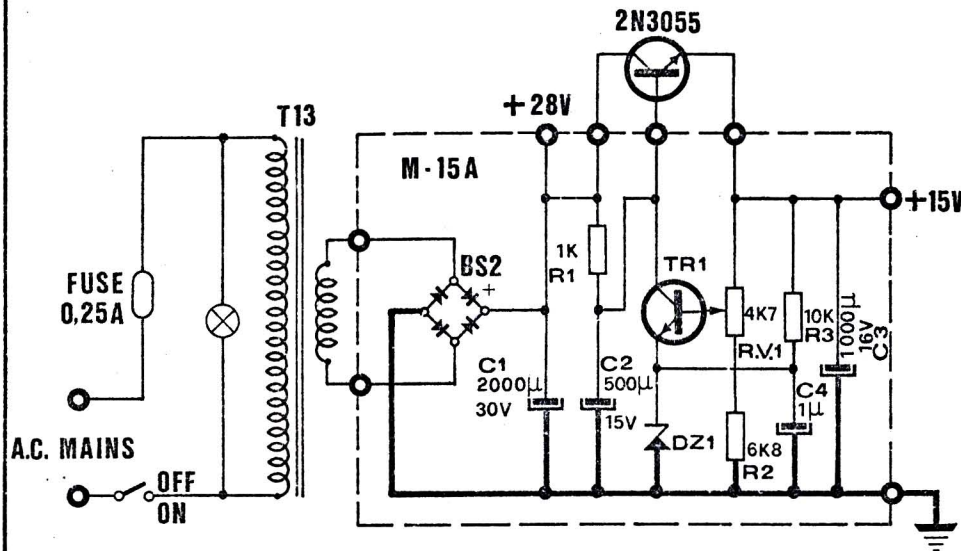 2N3055
+28V
T13
M-15A
+15V
FUSE
0,25A
BS2
+
1K
R1
TR1
4K7
R.V.1
10K
R3
1000µ
16V
C3
C1
2000µ
30V
C2
500µ
15V
C4
1µ
A.C. MAINS
OFF
ON
DZ1
6K8
R2